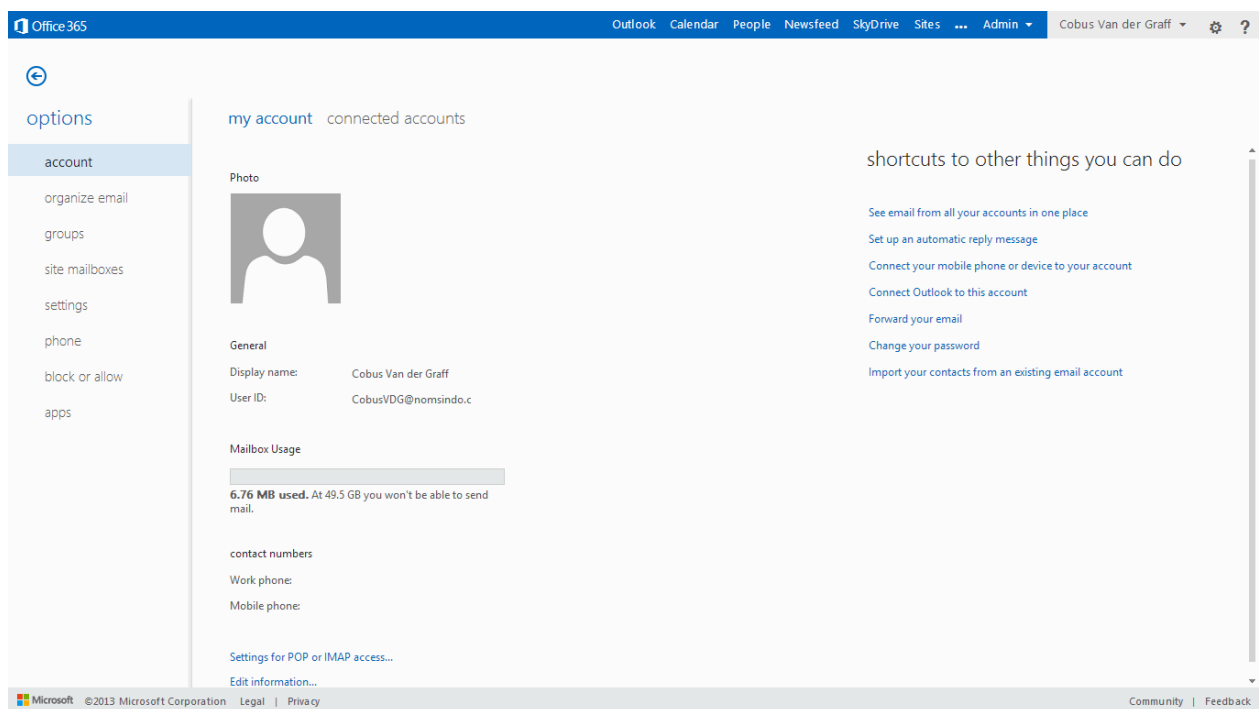 Office 365 Outlook Calendar People Newsfeed SkyDrive Sites ... Admin Cobus Van der Graff ?
options
account
organize email
groups
site mailboxes
settings
phone
block or allow
apps
my account connected accounts
Photo
General
Display name: Cobus Van der Graff
User ID: CobusVDG@nomsindo.c
Mailbox Usage
6.76 MB used. At 49.5 GB you won't be able to send
mail.
contact numbers
Work phone:
Mobile phone:
Settings for POP or IMAP access...
Edit information...
shortcuts to other things you can do
See email from all your accounts in one place
Set up an automatic reply message
Connect your mobile phone or device to your account
Connect Outlook to this account
Forward your email
Change your password
Import your contacts from an existing email account
Microsoft ©2013 Microsoft Corporation Legal | Privacy Community | Feedback